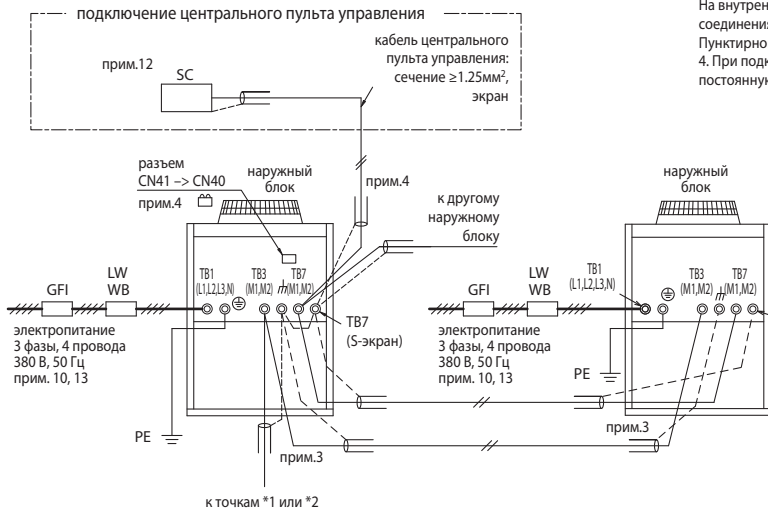 подключение центрального пульта управления
На внутрен
соединения
Пунктирно
4. При подк
постоянную
кабель центрального
пульта управления:
сечение ≥1.25мм²,
экран
прим.12
SC
разъем
CN41 –> CN40
прим.4
наружный
блок
прим.4
к другому
наружному
блоку
наружный
блок
GFI
LW
WB
TB1
(L1,L2,L3,N)
TB3
(M1,M2)
TB7
(M1,M2)
TB7
(S-экран)
GFI
LW
WB
TB1
(L1,L2,L3,N)
TB3
(M1,M2)
TB7
(M1,M2)
электропитание
3 фазы, 4 провода
380 В, 50 Гц
прим. 10, 13
электропитание
3 фазы, 4 провода
380 В, 50 Гц
прим. 10, 13
PE
PE
прим.3
прим.3
к точкам *1 или *2